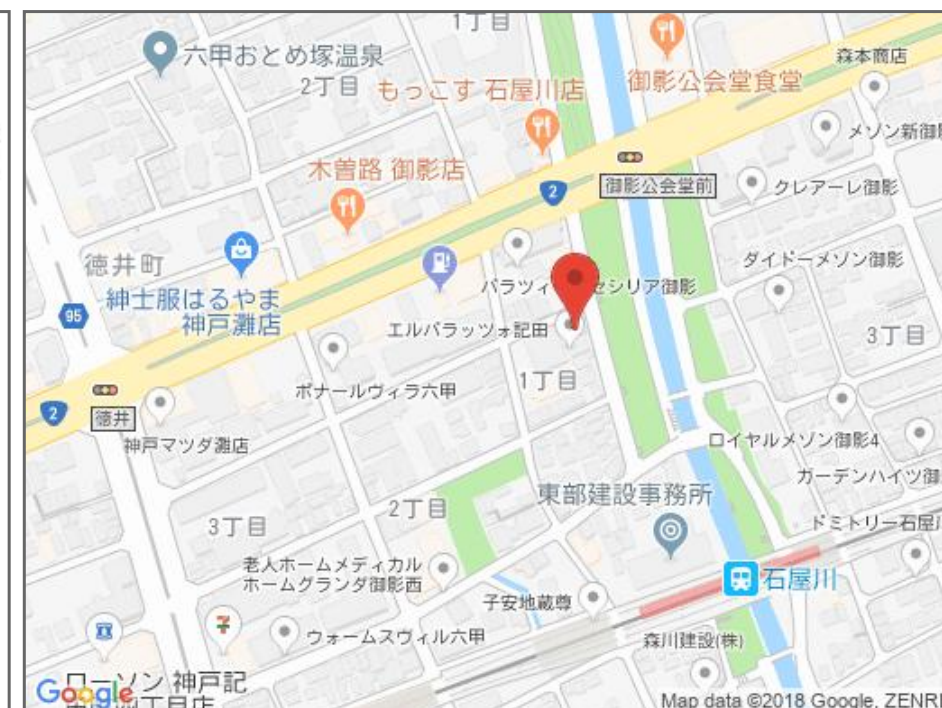 1丁目
六甲おとめ塚温泉
2丁目
もっこす 石屋川店
御影公会堂食堂
森本商店
メゾン新御影
木曽路 御影店
2
御影公会堂前
クレアーレ御影
徳井町
紳士服はるやま
神戸灘店
95
パラツィ
セシリア御影
ダイドーメゾン御影
エルパラッツォ記田
3丁目
1丁目
ボナールヴィラ六甲
2
徳井
神戸マツダ灘店
ロイヤルメゾン御影4
ガーデンハイツ御
2丁目
東部建設事務所
3丁目
ドミトリー石屋川
老人ホームメディカル
ホームグランダ御影西
石屋川
子安地蔵尊
ウォームスヴィル六甲
森川建設(株)
ローソン 神戸記
Google
Map data ©2018 Google, ZENRI